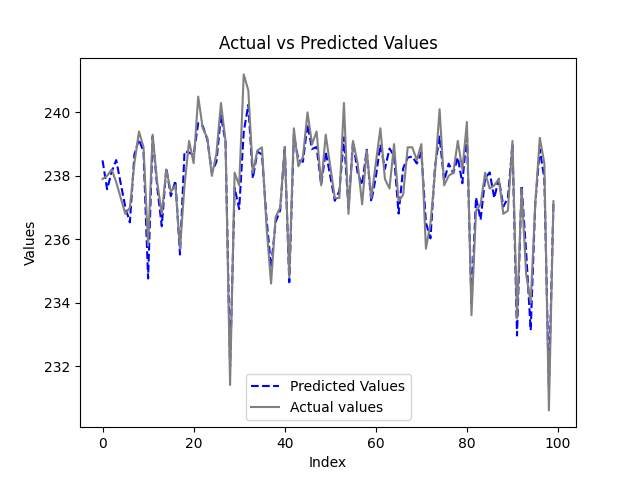 Actual vs Predicted Values
Values
240
238
236
234
232
0 20 40 60 80 100
Index
Predicted Values
Actual values